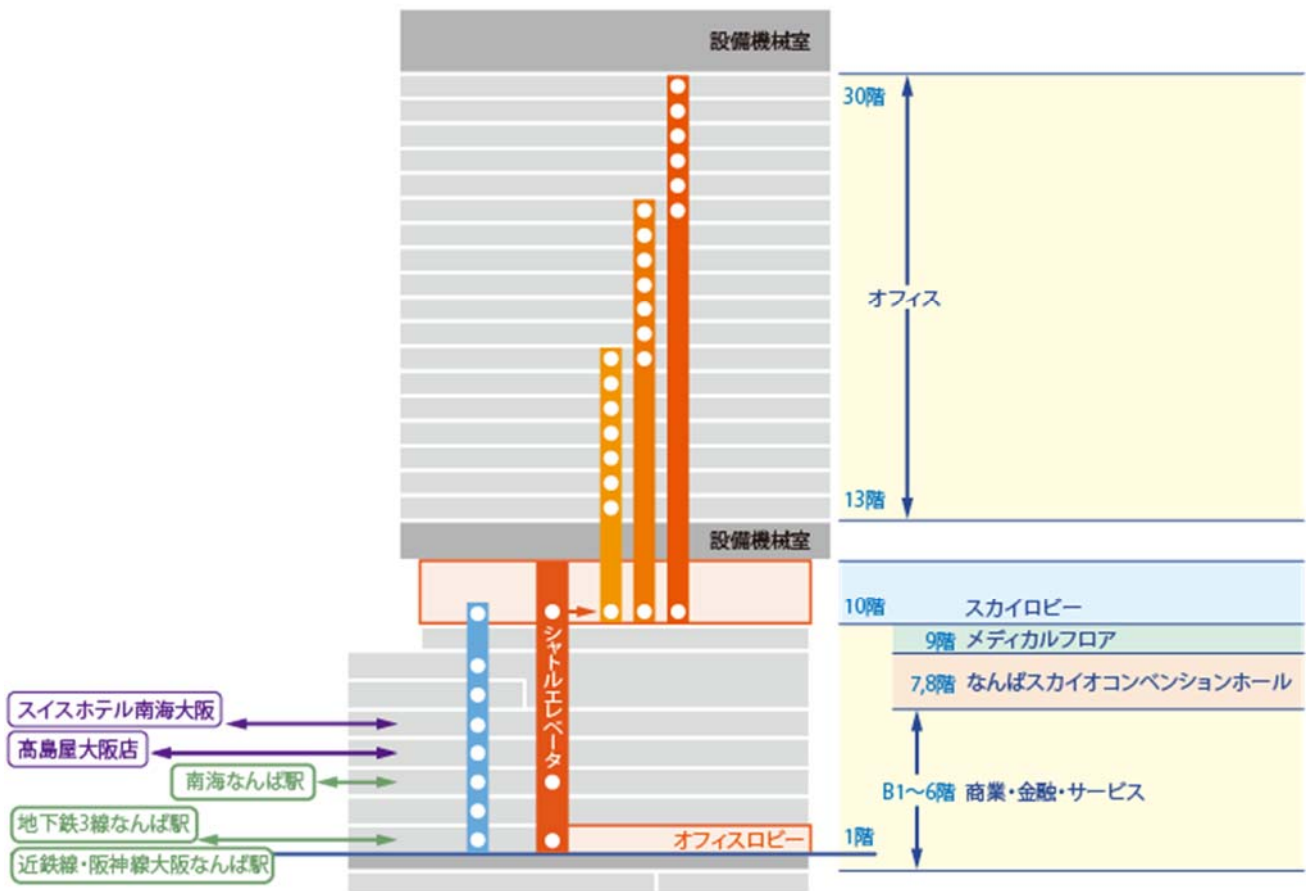 設備機械室
30階
オフィス
13階
設備機械室
10階 スカイロビー
9階 メディカルフロア
7,8階 なんばスカイオコンベンションホール
シャトルエレベータ
スイスホテル南海大阪
髙島屋大阪店
南海なんば駅
B1～6階 商業・金融・サービス
地下鉄3線なんば駅
オフィスロビー
1階
近鉄線・阪神線大阪なんば駅